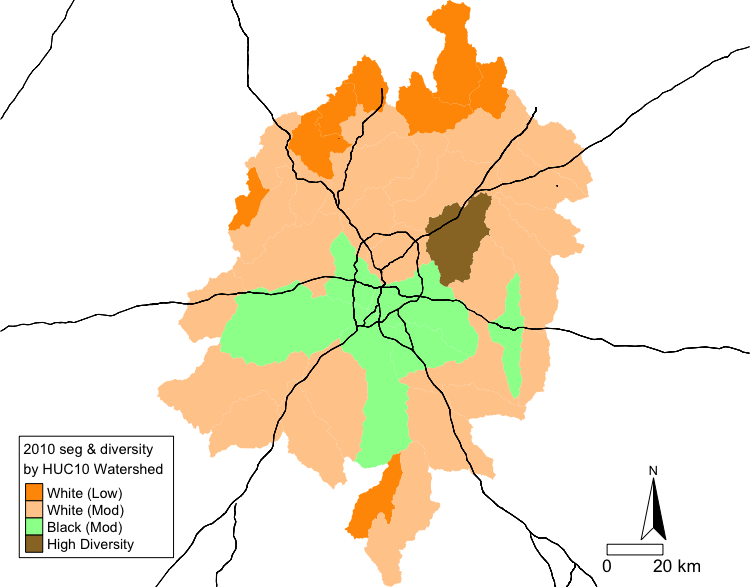 2010 seg & diversity
by HUC10 Watershed
White (Low)
White (Mod)
Black (Mod)
High Diversity
N
0 20 km